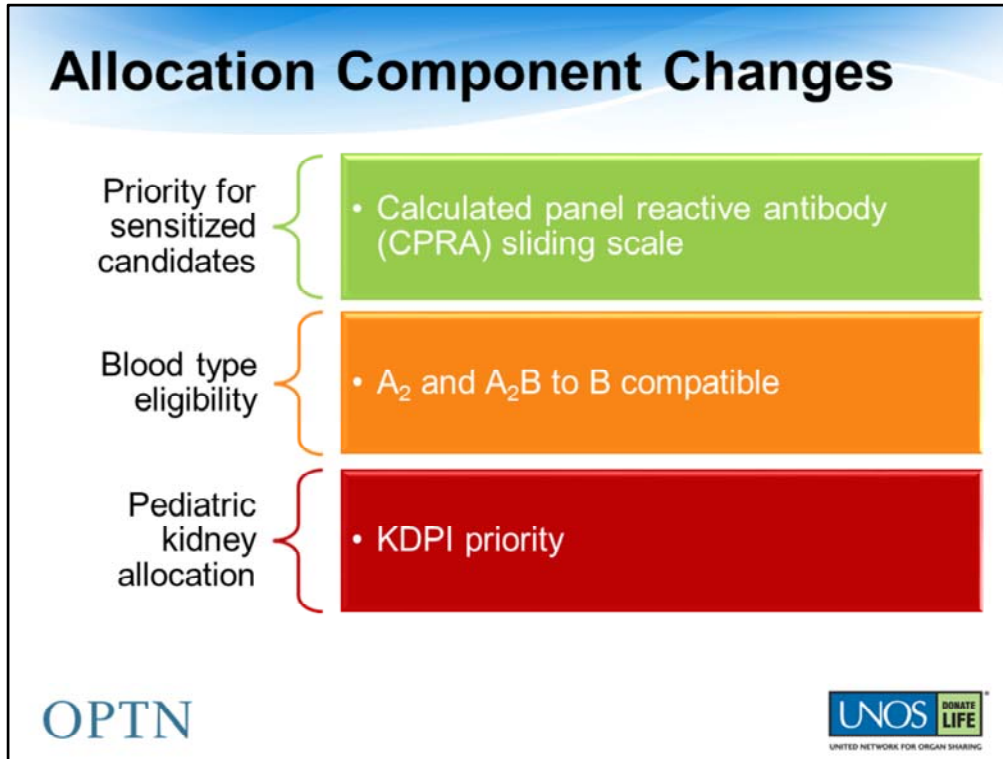 Allocation Component Changes
Priority for
sensitized
candidates
• Calculated panel reactive antibody
(CPRA) sliding scale
Blood type
eligibility
• A₂ and A₂B to B compatible
Pediatric
kidney
allocation
• KDPI priority
OPTN
UNOS
DONATE
LIFE
®
UNITED NETWORK FOR ORGAN SHARING